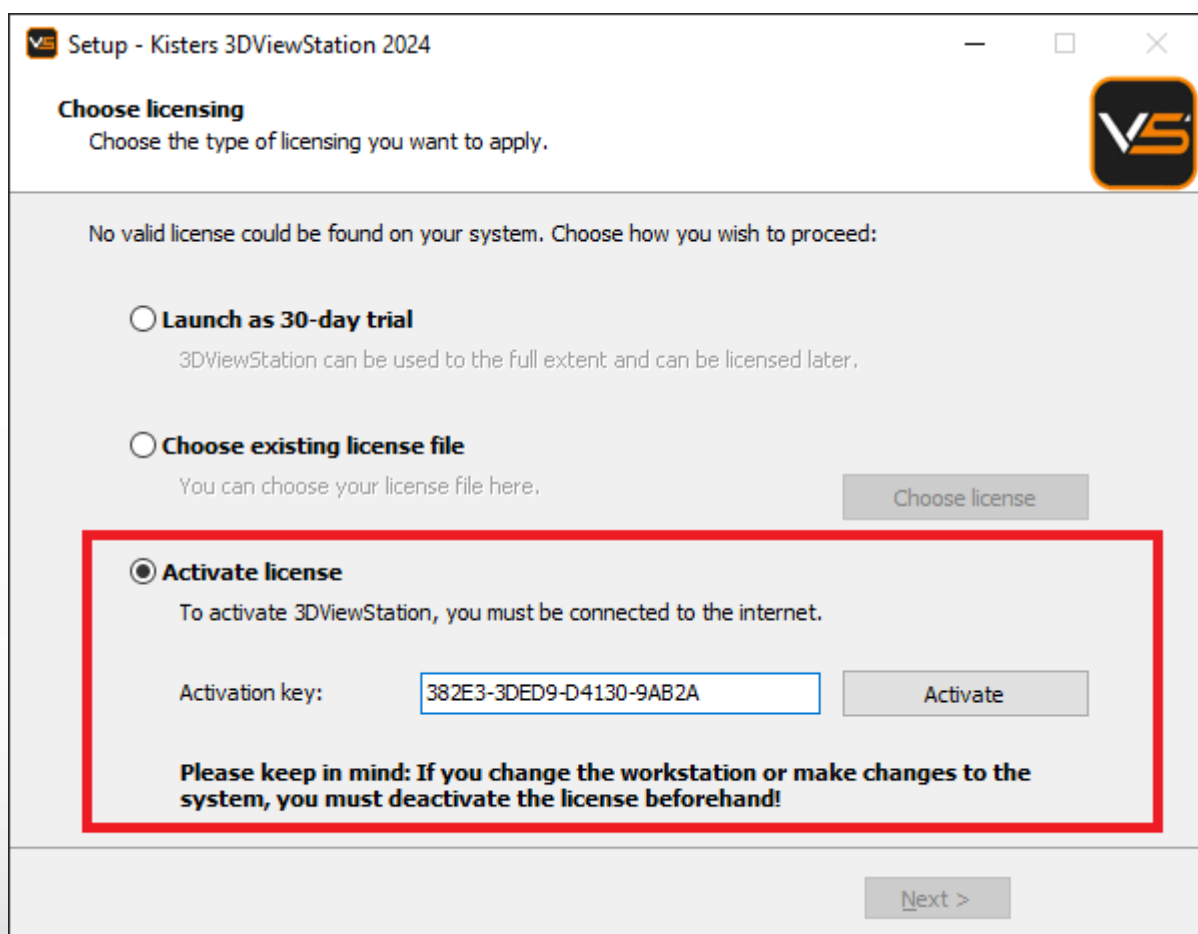 VS Setup - Kisters 3DViewStation 2024
Choose licensing
Choose the type of licensing you want to apply.
VS
No valid license could be found on your system. Choose how you wish to proceed:
Launch as 30-day trial
3DViewStation can be used to the full extent and can be licensed later.
Choose existing license file
You can choose your license file here.
Choose license
Activate license
To activate 3DViewStation, you must be connected to the internet.
Activation key: 382E3-3DED9-D4130-9AB2A Activate
Please keep in mind: If you change the workstation or make changes to the
system, you must deactivate the license beforehand!
Next >